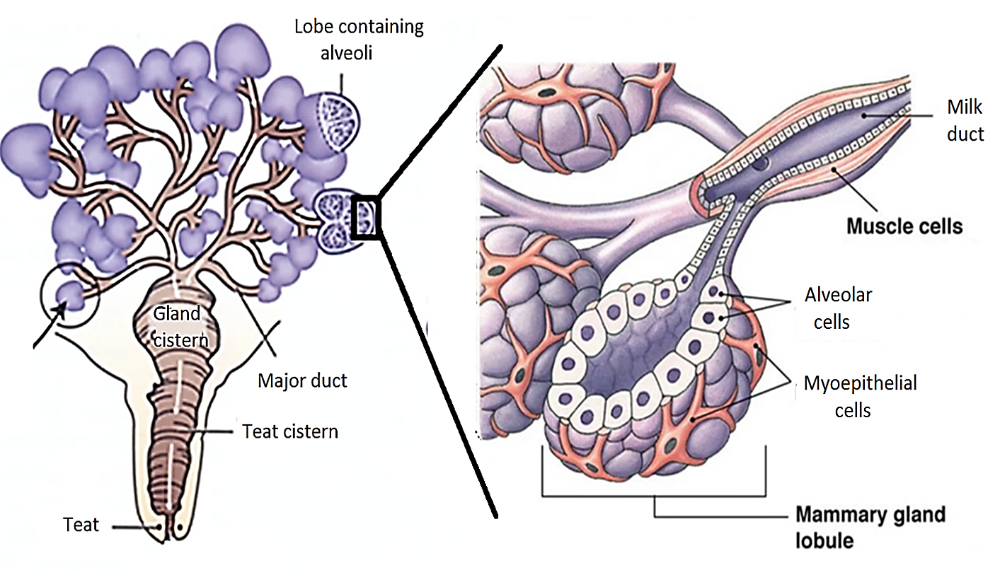 Lobe containing
alveoli
Gland
cistern
Major duct
Teat cistern
Teat
Milk
duct
Muscle cells
Alveolar
cells
Myoepithelial
cells
Mammary gland
lobule